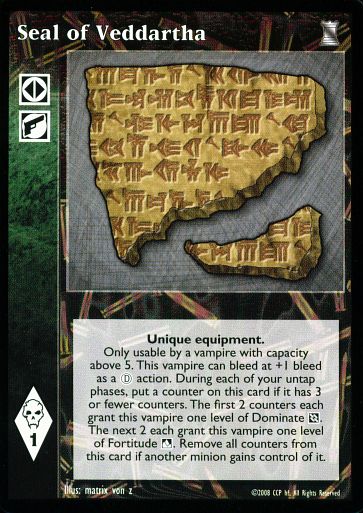 Seal of Veddartha
Unique equipment.
Only usable by a vampire with capacity
above 5. This vampire can bleed at +1 bleed
as a Ⓓ action. During each of your untap
phases, put a counter on this card if it has 3
or fewer counters. The first 2 counters each
grant this vampire one level of Dominate
The next 2 each grant this vampire one level
of Fortitude . Remove all counters from
this card if another minion gains control of it.
1
Illus: matrix von z
©2008 CCP hf. All Rights Reserved